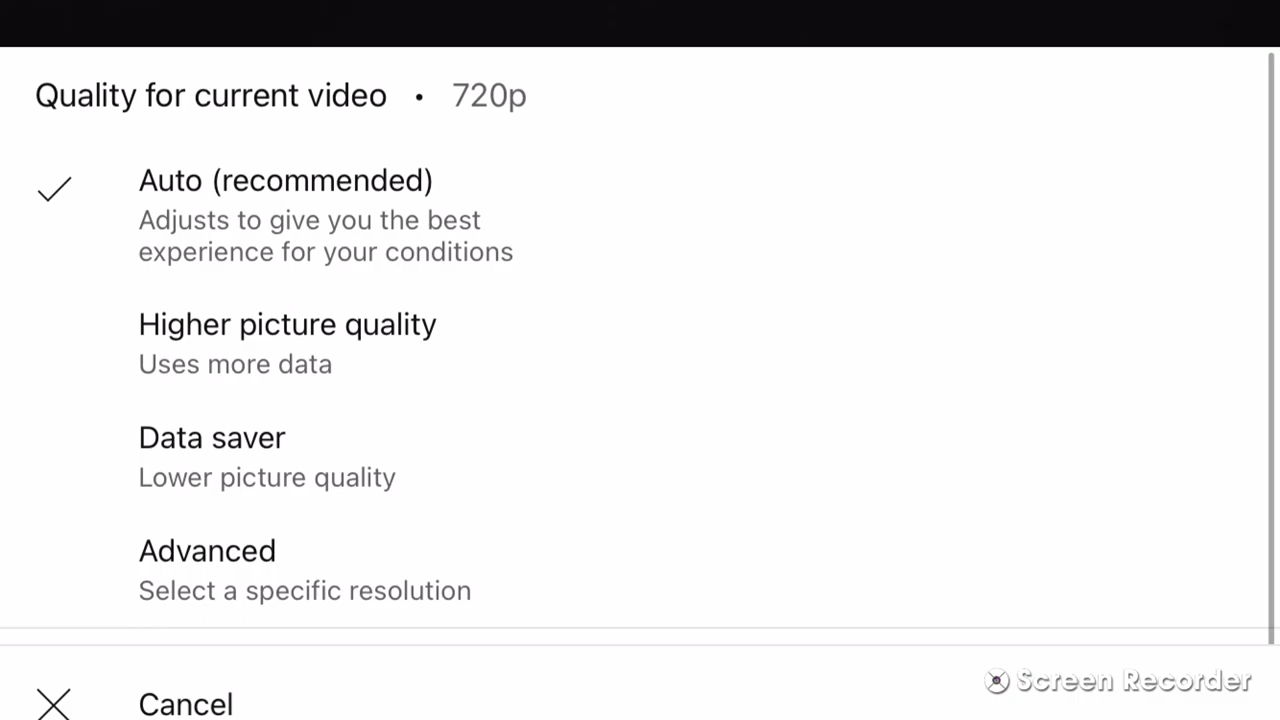 Quality for current video • 720p
Auto (recommended)
Adjusts to give you the best
experience for your conditions
Higher picture quality
Uses more data
Data saver
Lower picture quality
Advanced
Select a specific resolution
Cancel
Screen Recorder